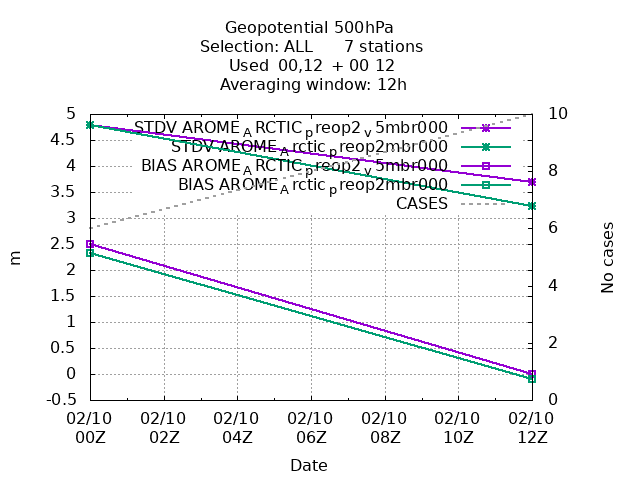 Geopotential 500hPa
Selection: ALL 7 stations
Used 00,12 + 00 12
Averaging window: 12h
5
4.5
4
3.5
3
2.5
2
1.5
1
0.5
0
-0.5
m
10
8
6
4
2
0
No cases
STDV AROME_ARCTIC_preop2_v5mbr000
STDV AROME_Arctic_preop2mbr000
BIAS AROME_ARCTIC_preop2_v5mbr000
BIAS AROME_Arctic_preop2mbr000
CASES
02/10 02/10 02/10 02/10 02/10 02/10 02/10
00Z 02Z 04Z 06Z 08Z 10Z 12Z
Date